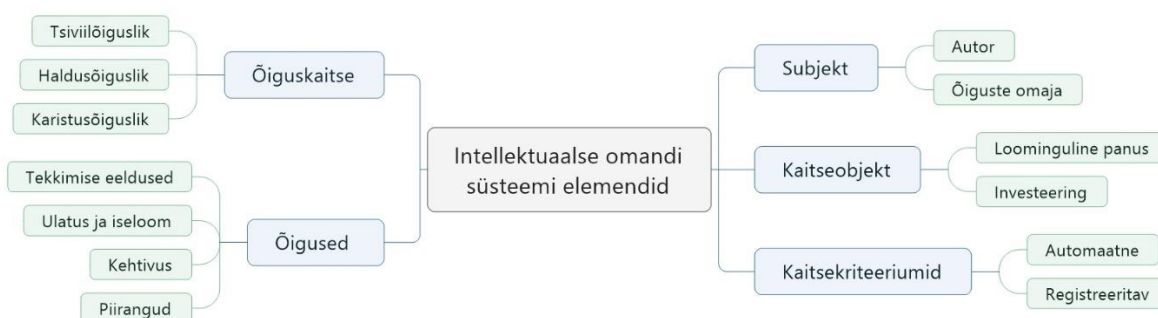 Intellektuaalse omandi
süsteemi elemendid
Õiguskaitse
Tsiviilõiguslik
Haldusõiguslik
Karistusõiguslik
Õigused
Tekkimise eeldused
Ulatus ja iseloom
Kehtivus
Piirangud
Subjekt
Autor
Õiguste omaja
Kaitseobjekt
Loominguline panus
Investeering
Kaitsekriteeriumid
Automaatne
Registreeritav